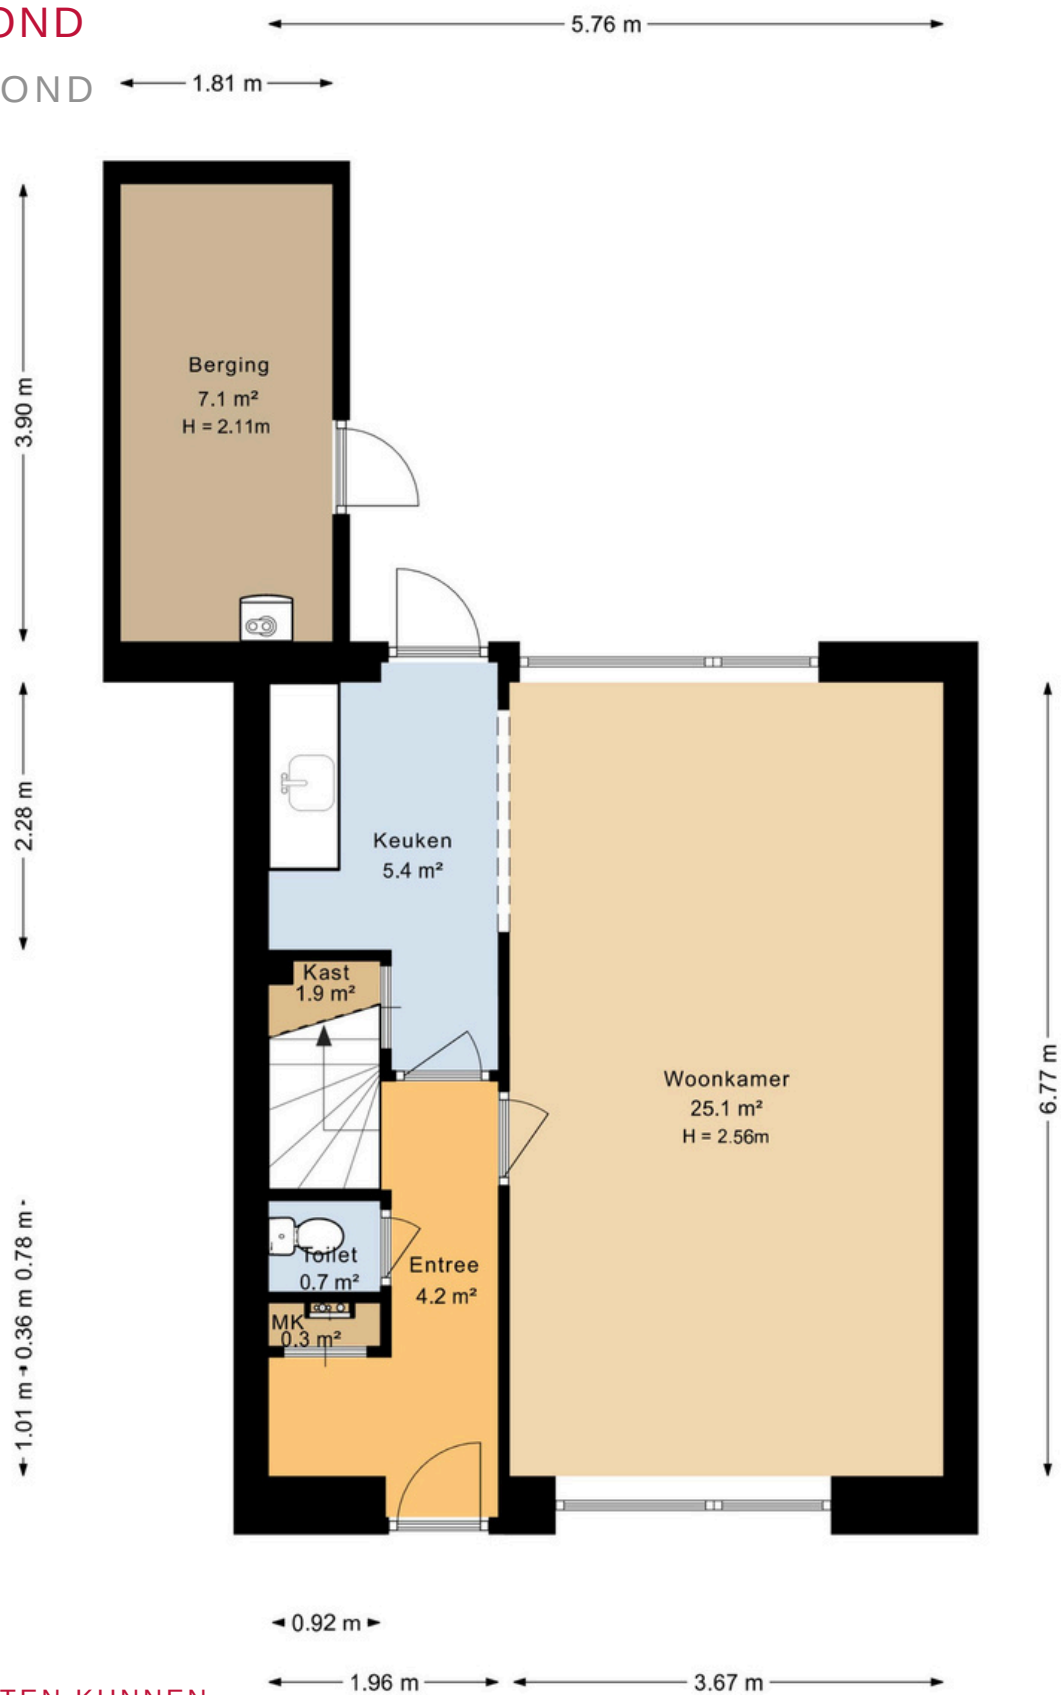 OND
OND
5.76 m
1.81 m
3.90 m
Berging
7.1 m²
H = 2.11m
2.28 m
Keuken
5.4 m²
Kast
1.9 m²
Woonkamer
25.1 m²
H = 2.56m
6.77 m
Toilet
0.7 m²
Entree
4.2 m²
MK
0.3 m²
1.01 m 0.36 m 0.78 m
0.92 m
1.96 m
3.67 m
TEN KUNNEN